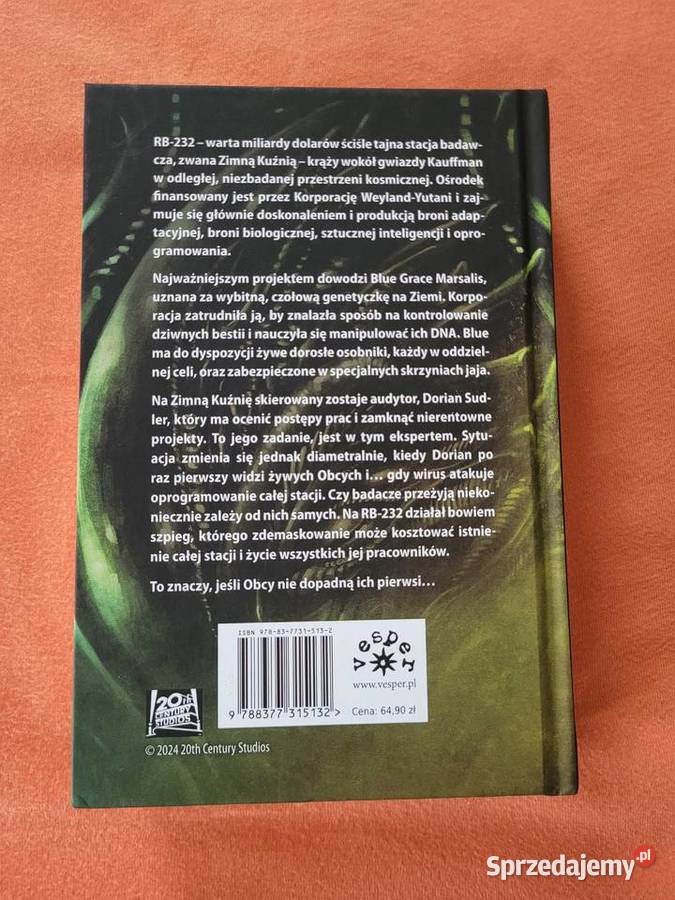 RB-232 – warta miliardy dolarów ściśle tajna stacja badaw-
cza, zwana Zimną Kuźnią – krąży wokół gwiazdy Kauffman
w odległej, niezbadanej przestrzeni kosmicznej. Ośrodek
finansowany jest przez Korporację Weyland-Yutani i zaj-
muje się głównie doskonaleniem i produkcją broni adap-
tacyjnej, broni biologicznej, sztucznej inteligencji i opro-
gramowania.
Najważniejszym projektem dowodzi Blue Grace Marsalis,
uznana za wybitną, czołową genetyczkę na Ziemi. Korpo-
racja zatrudniła ją, by znalazła sposób na kontrolowanie
dziwnych bestii i nauczyła się manipulować ich DNA. Blue
ma do dyspozycji żywe dorosłe osobniki, każdy w oddziel-
nej celi, oraz zabezpieczone w specjalnych skrzyniach jaja.
Na Zimną Kuźnię skierowany zostaje audytor, Dorian Sud-
ler, który ma ocenić postępy prac i zamknąć nierentowne
projekty. To jego zadanie, jest w tym ekspertem. Sytu-
acja zmienia się jednak diametralnie, kiedy Dorian po
raz pierwszy widzi żywych Obcych i… gdy wirus atakuje
oprogramowanie całej stacji. Czy badacze przeżyją nieko-
niecznie zależy od nich samych. Na RB-232 działał bowiem
szpieg, którego zdemaskowanie może kosztować istnie-
nie całej stacji i życie wszystkich jej pracowników.
To znaczy, jeśli Obcy nie dopadną ich pierwsi…
ISBN 978-83-7731-513-2
9 788377 315132 >
vesper
www.vesper.pl
Cena: 64,90 zł
20TH
CENTURY
STUDIOS
© 2024 20th Century Studios
Sprzedajemy.pl